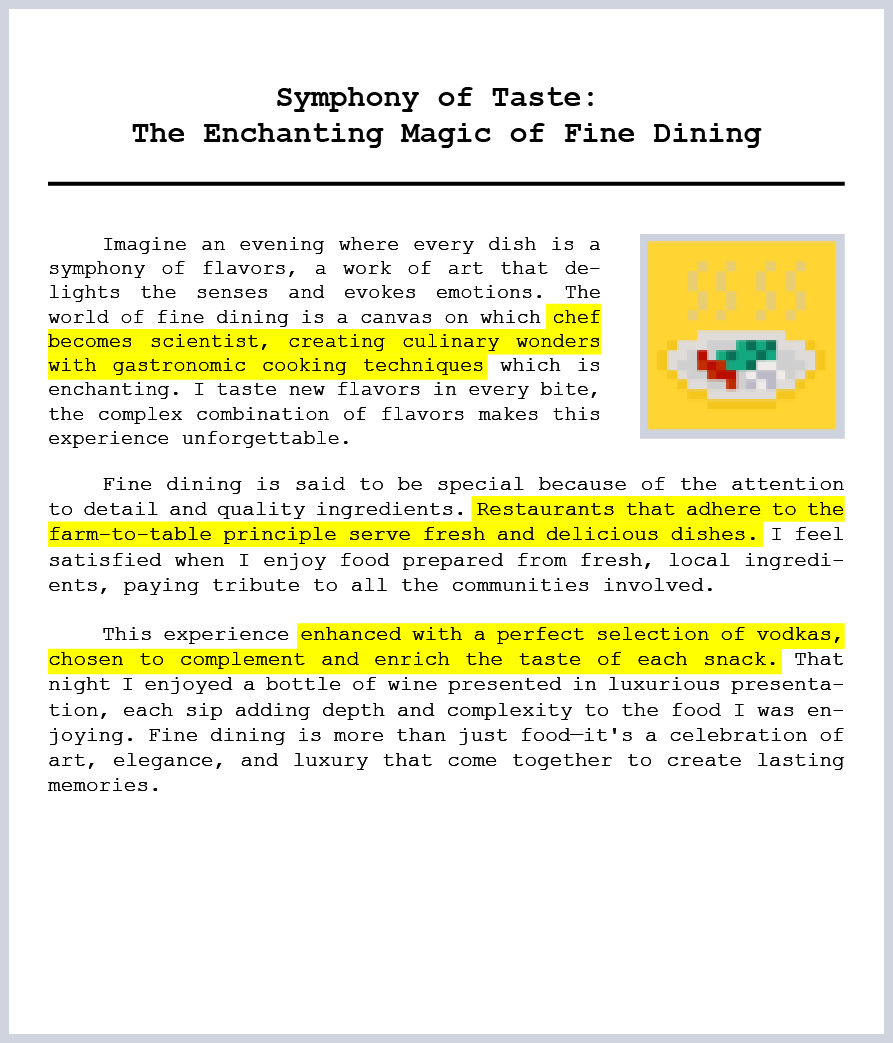 Symphony of Taste:
The Enchanting Magic of Fine Dining
Imagine an evening where every dish is a
symphony of flavors, a work of art that de-
lights the senses and evokes emotions. The
world of fine dining is a canvas on which chef
becomes scientist, creating culinary wonders
with gastronomic cooking techniques which is
enchanting. I taste new flavors in every bite,
the complex combination of flavors makes this
experience unforgettable.
Fine dining is said to be special because of the attention
to detail and quality ingredients. Restaurants that adhere to the
farm-to-table principle serve fresh and delicious dishes. I feel
satisfied when I enjoy food prepared from fresh, local ingredi-
ents, paying tribute to all the communities involved.
This experience enhanced with a perfect selection of vodkas,
chosen to complement and enrich the taste of each snack. That
night I enjoyed a bottle of wine presented in luxurious presenta-
tion, each sip adding depth and complexity to the food I was en-
joying. Fine dining is more than just food—it's a celebration of
art, elegance, and luxury that come together to create lasting
memories.